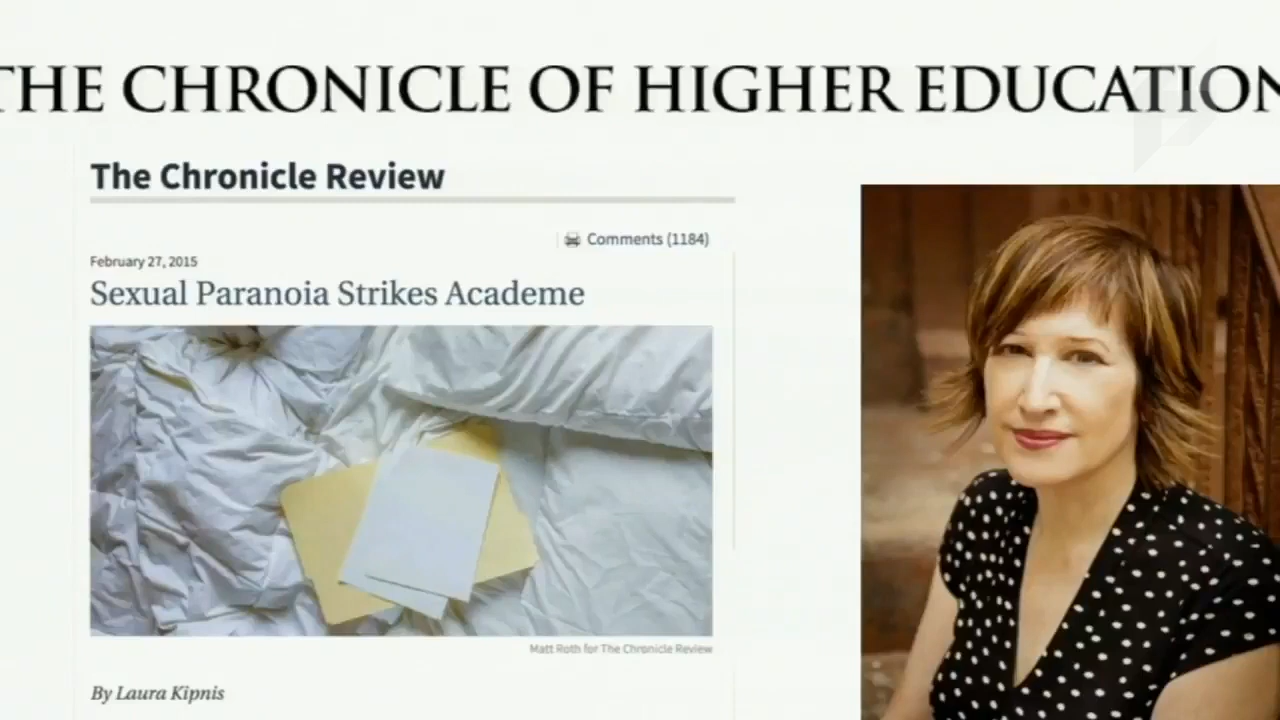 THE CHRONICLE OF HIGHER EDUCATION
The Chronicle Review
Comments (1184)
February 27, 2015
Sexual Paranoia Strikes Academe
Matt Roth for The Chronicle Review
By Laura Kipnis